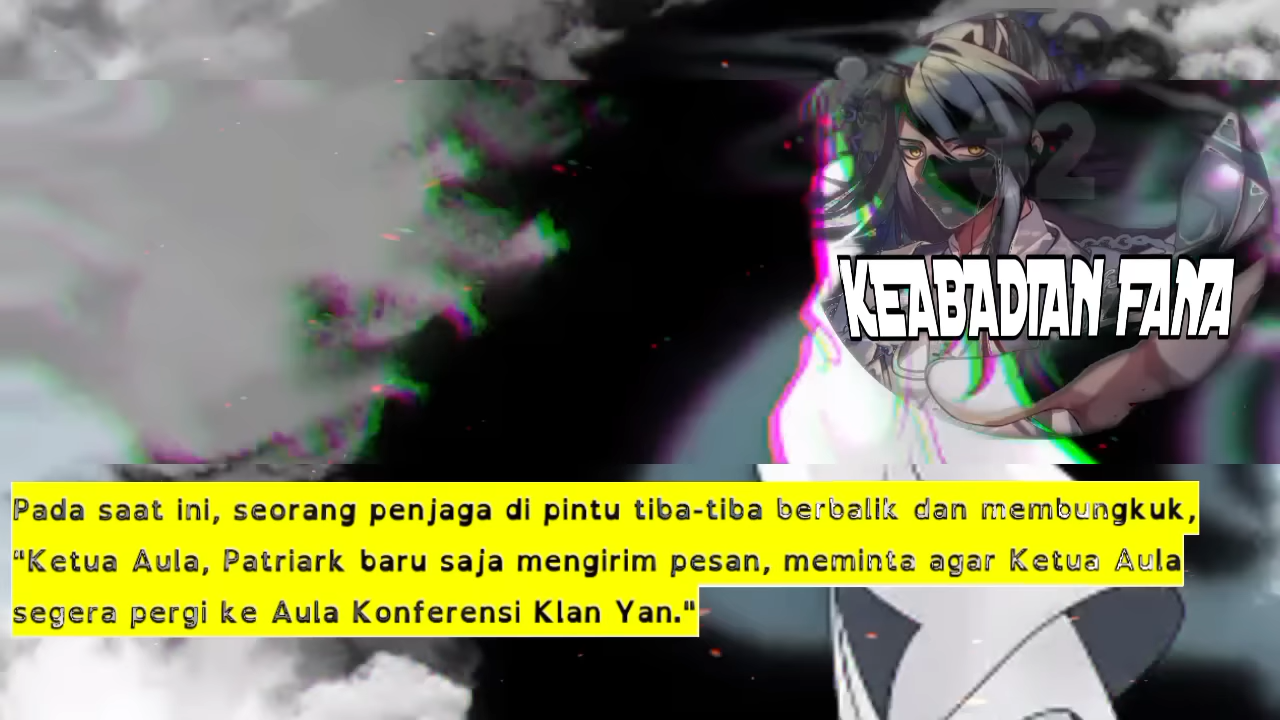 KEABADIAN FANA
Pada saat ini, seorang penjaga di pintu tiba-tiba berbalik dan membungkuk,
"Ketua Aula, Patriark baru saja mengirim pesan, meminta agar Ketua Aula
segera pergi ke Aula Konferensi Klan Yan."